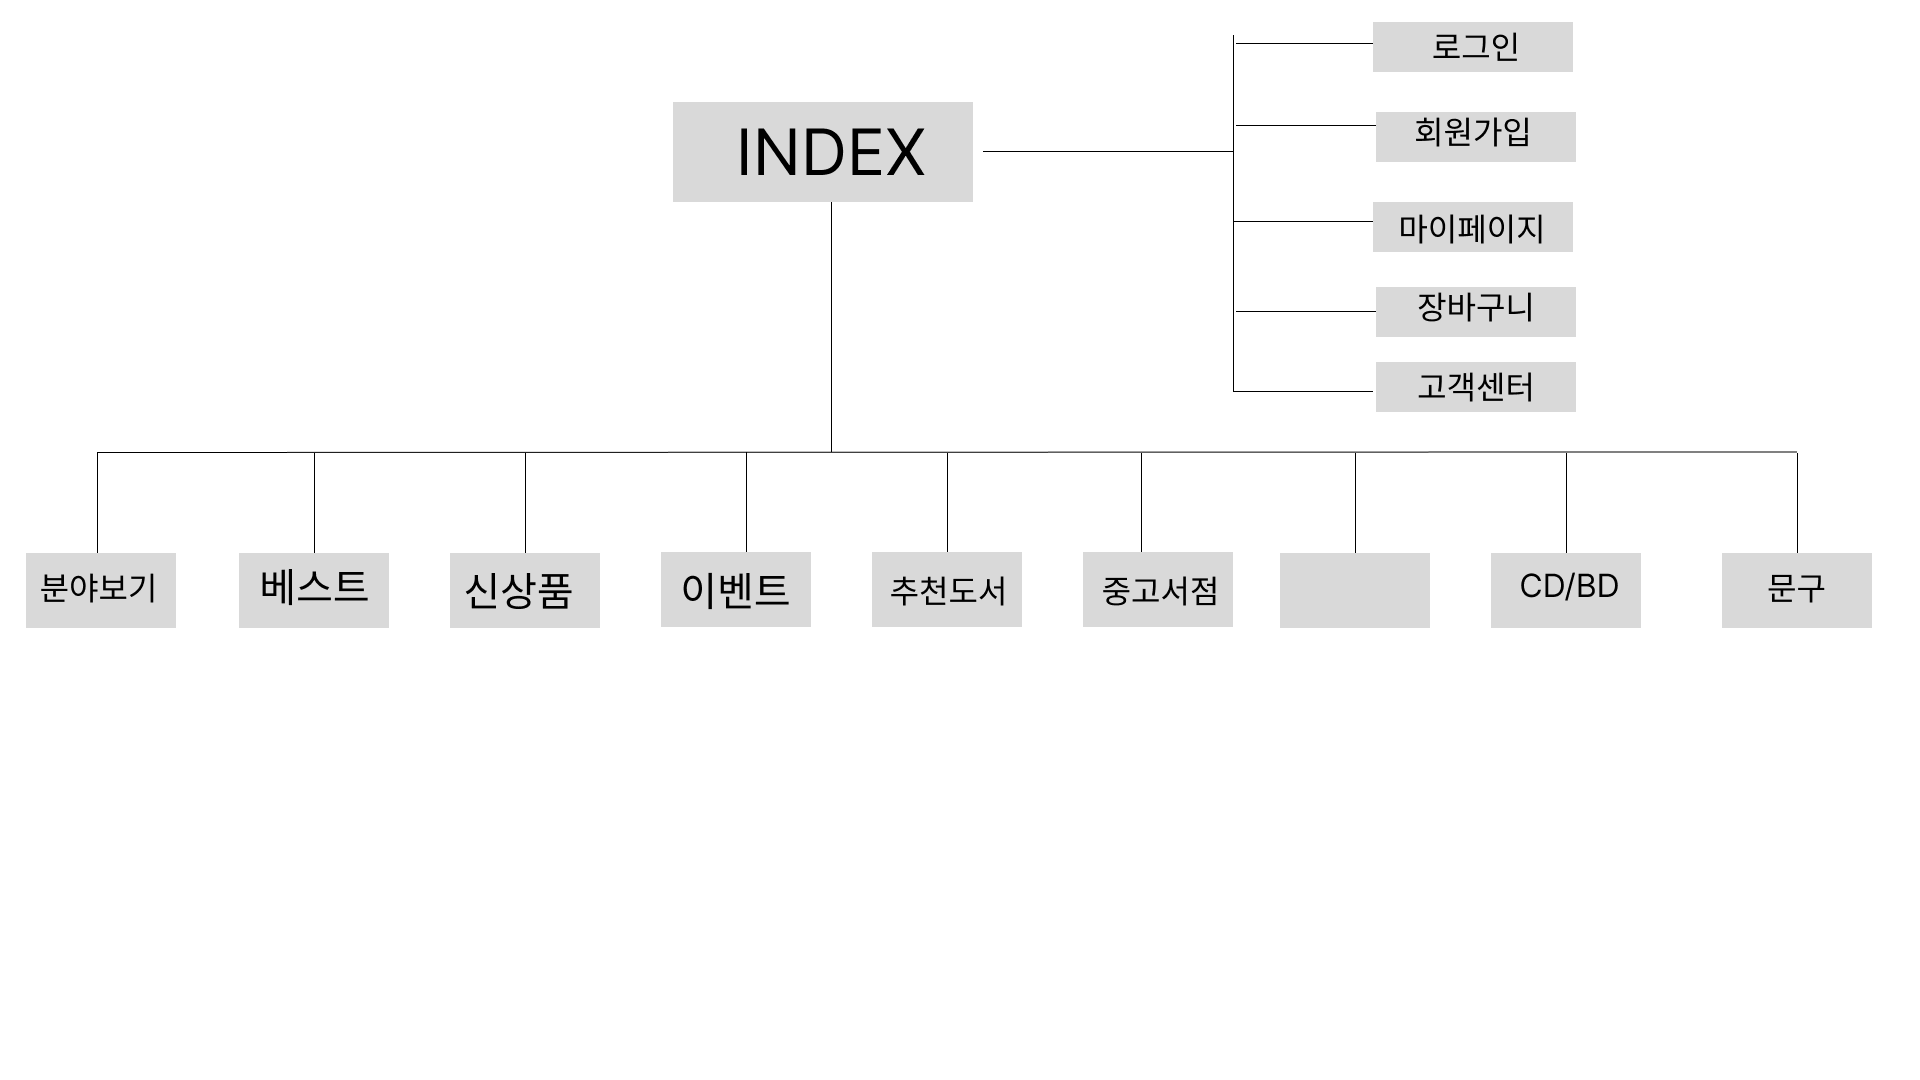 INDEX
로그인
회원가입
마이페이지
장바구니
고객센터
분야보기
베스트
신상품
이벤트
추천도서
중고서점
CD/BD
문구